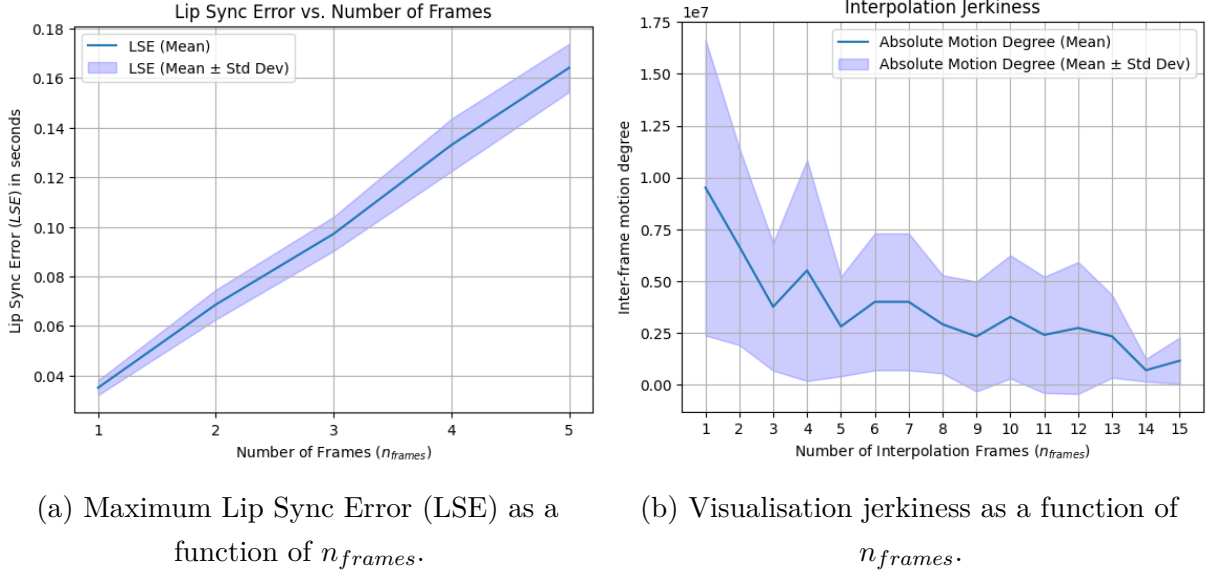 Lip Sync Error vs. Number of Frames
LSE (Mean)
LSE (Mean ± Std Dev)
0.18
0.16
0.14
0.12
0.10
0.08
0.06
0.04
Lip Sync Error (LSE) in seconds
1 2 3 4 5
Number of Frames (n_frames)
(a) Maximum Lip Sync Error (LSE) as a
function of n_frames.
Interpolation Jerkiness
1e7
Absolute Motion Degree (Mean)
Absolute Motion Degree (Mean ± Std Dev)
1.75
1.50
1.25
1.00
0.75
0.50
0.25
0.00
Inter-frame motion degree
1 2 3 4 5 6 7 8 9 10 11 12 13 14 15
Number of Interpolation Frames (n_frames)
(b) Visualisation jerkiness as a function of
n_frames.